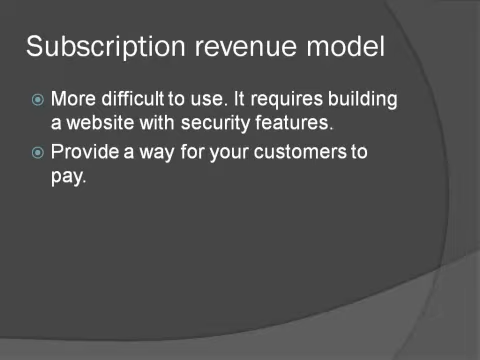 Subscription revenue model
More difficult to use. It requires building
a website with security features.
Provide a way for your customers to
pay.